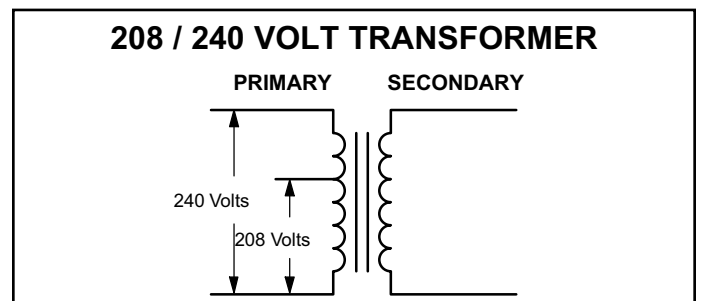 208 / 240 VOLT TRANSFORMER
PRIMARY SECONDARY
240 Volts
208 Volts